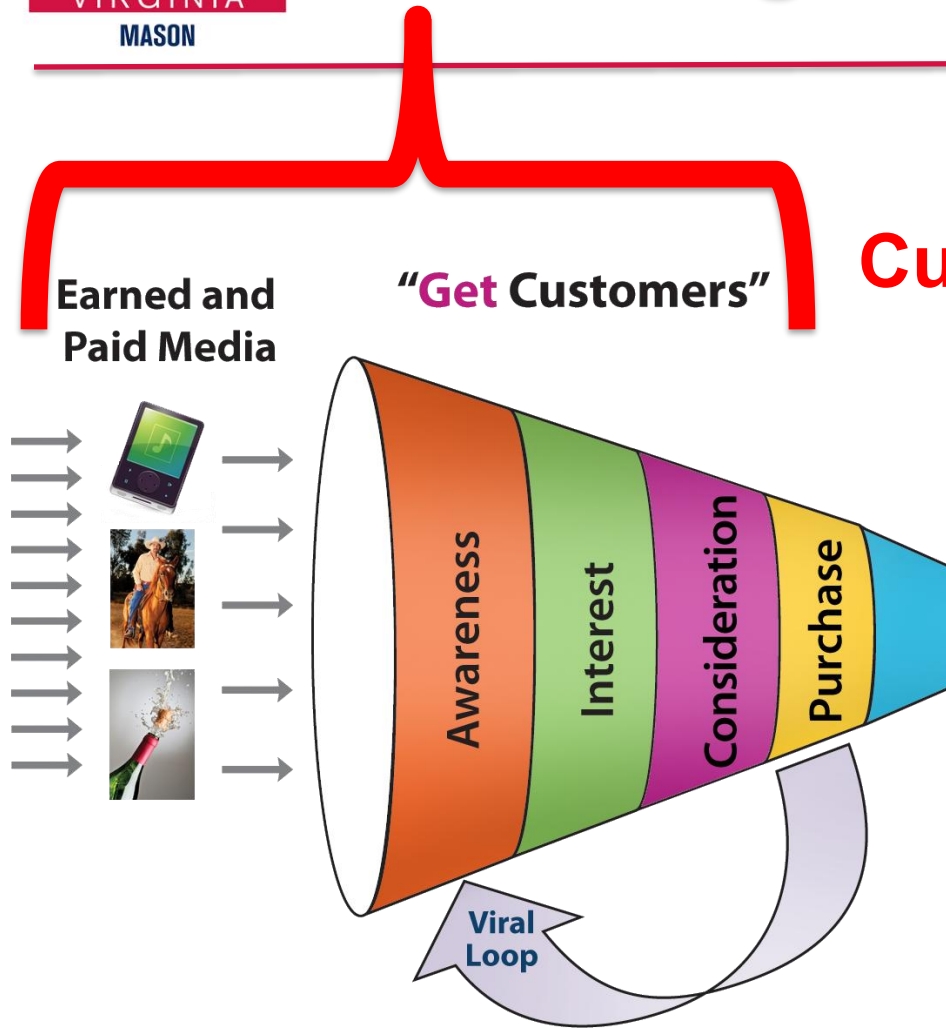 VIRGINIA
MASON
Earned and
Paid Media
“Get Customers”
Cu
Awareness
Interest
Consideration
Purchase
Viral
Loop